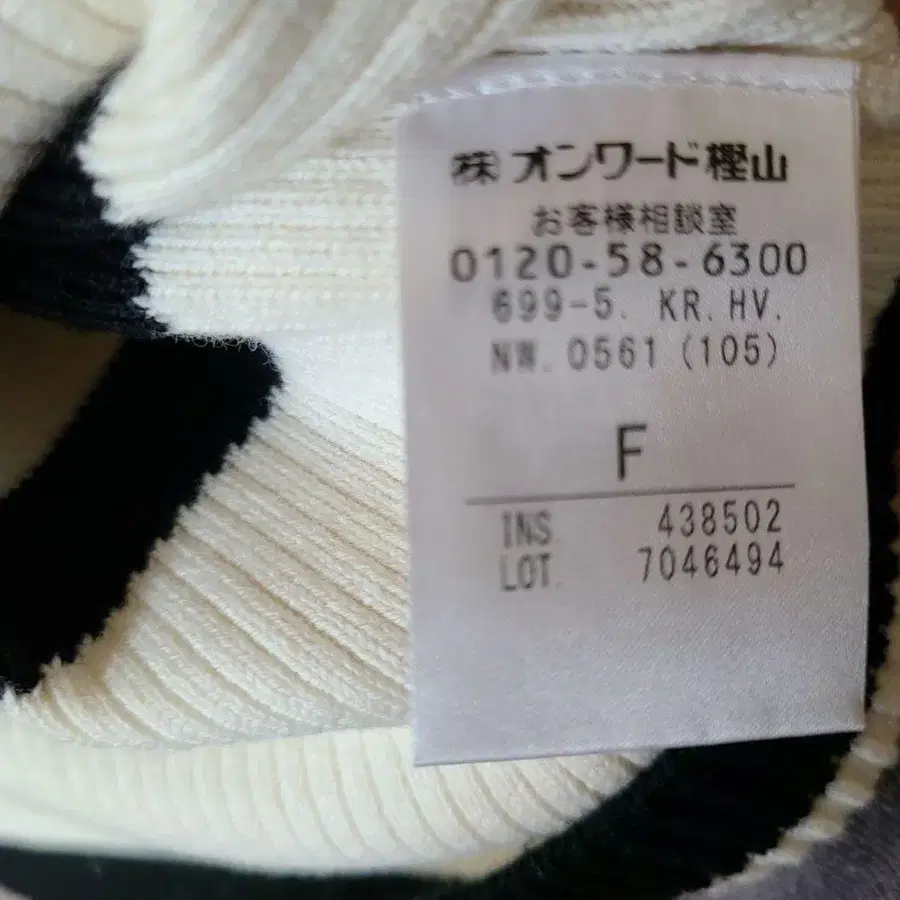 ㈱オンワード樫山
お客様相談室
0120-58-6300
699-5. KR.HV.
NW.0561(105)
F
INS 438502
LOT. 7046494